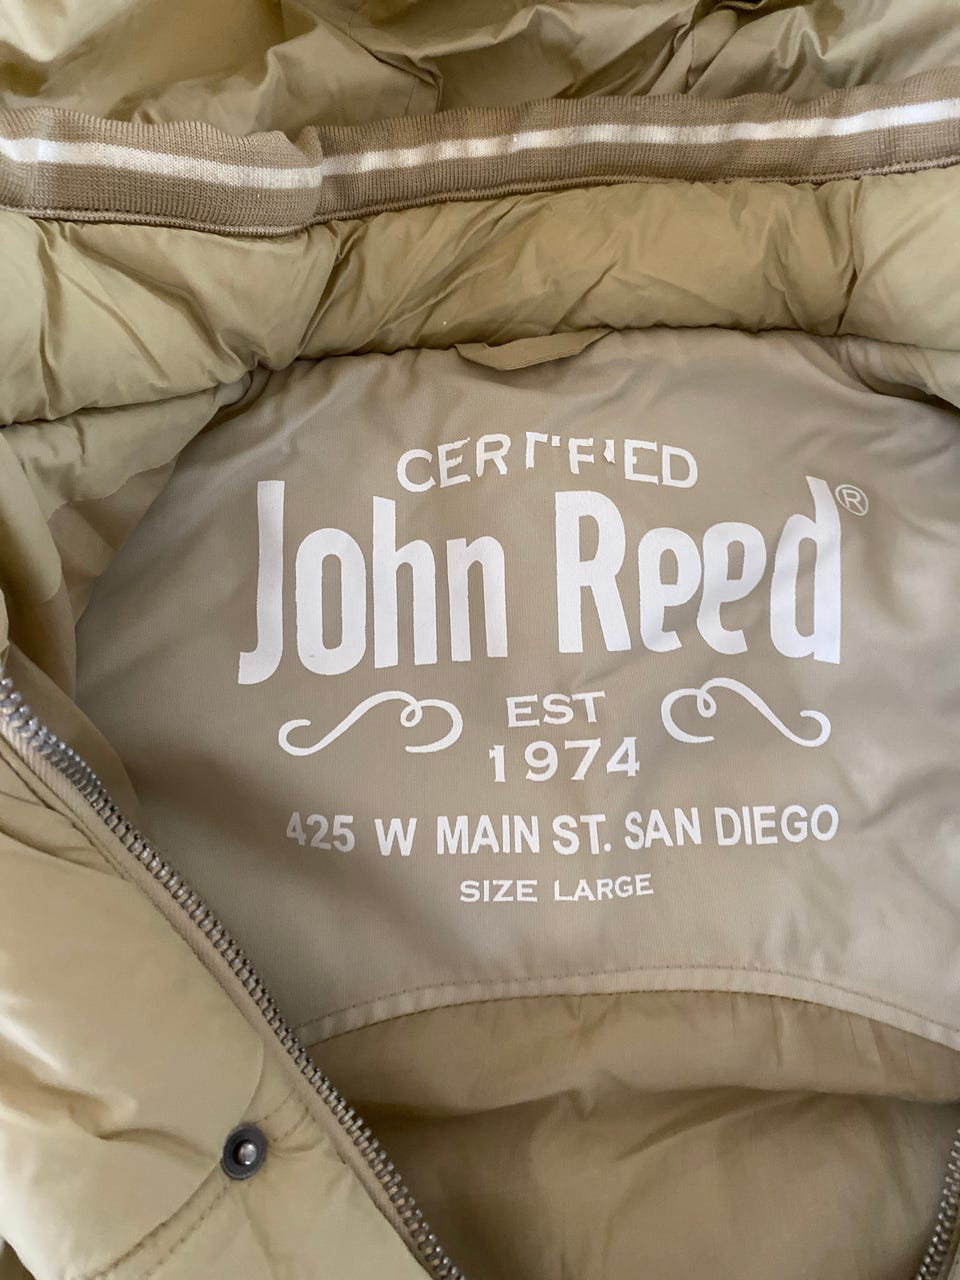 CERTIFIED
John Reed®
EST
1974
425 W MAIN ST. SAN DIEGO
SIZE LARGE